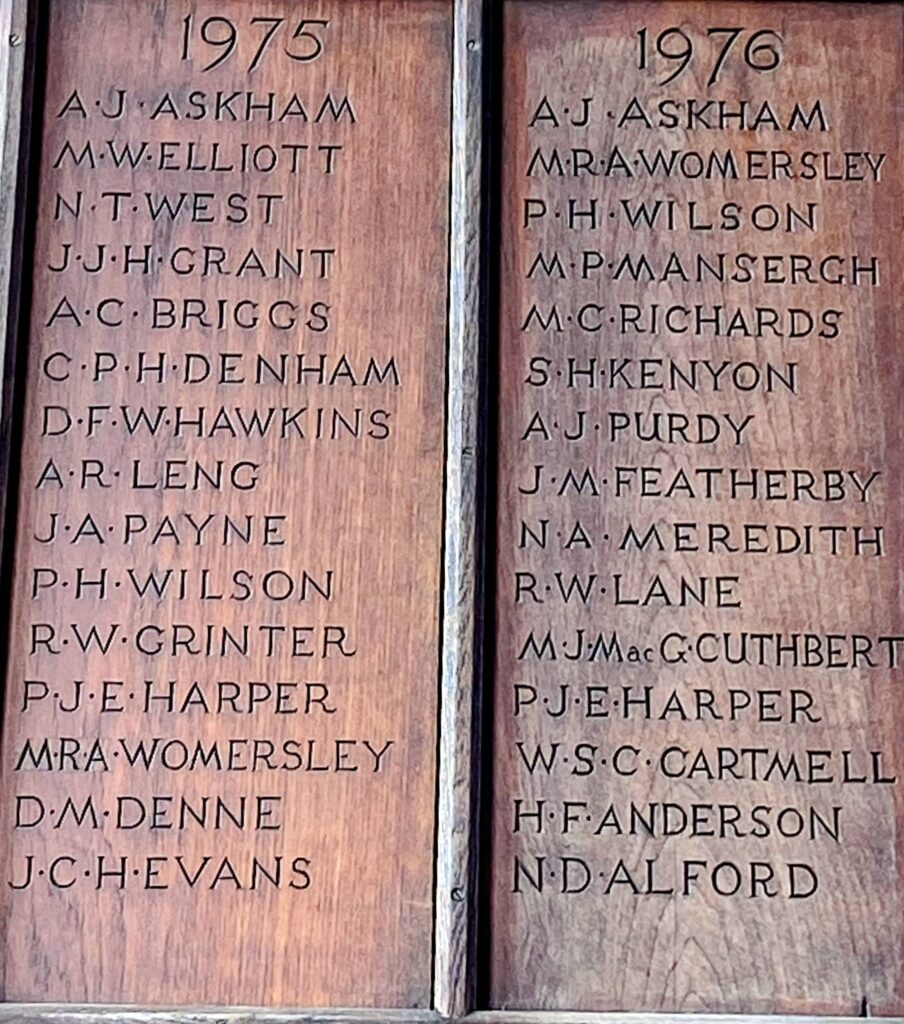 1975
A·J·ASKHAM
M·W·ELLIOTT
N·T·WEST
J·J·H·GRANT
A·C·BRIGGS
C·P·H·DENHAM
D·F·W·HAWKINS
A·R·LENG
J·A·PAYNE
P·H·WILSON
R·W·GRINTER
P·J·E·HARPER
M·R·A·WOMERSLEY
D·M·DENNE
J·C·H·EVANS
1976
A·J·ASKHAM
M·R·A·WOMERSLEY
P·H·WILSON
M·P·MANSERGH
M·C·RICHARDS
S·H·KENYON
A·J·PURDY
J·M·FEATHERBY
N·A·MEREDITH
R·W·LANE
M·J·MacG·CUTHBERT
P·J·E·HARPER
W·S·C·CARTMELL
H·F·ANDERSON
N·D·ALFORD